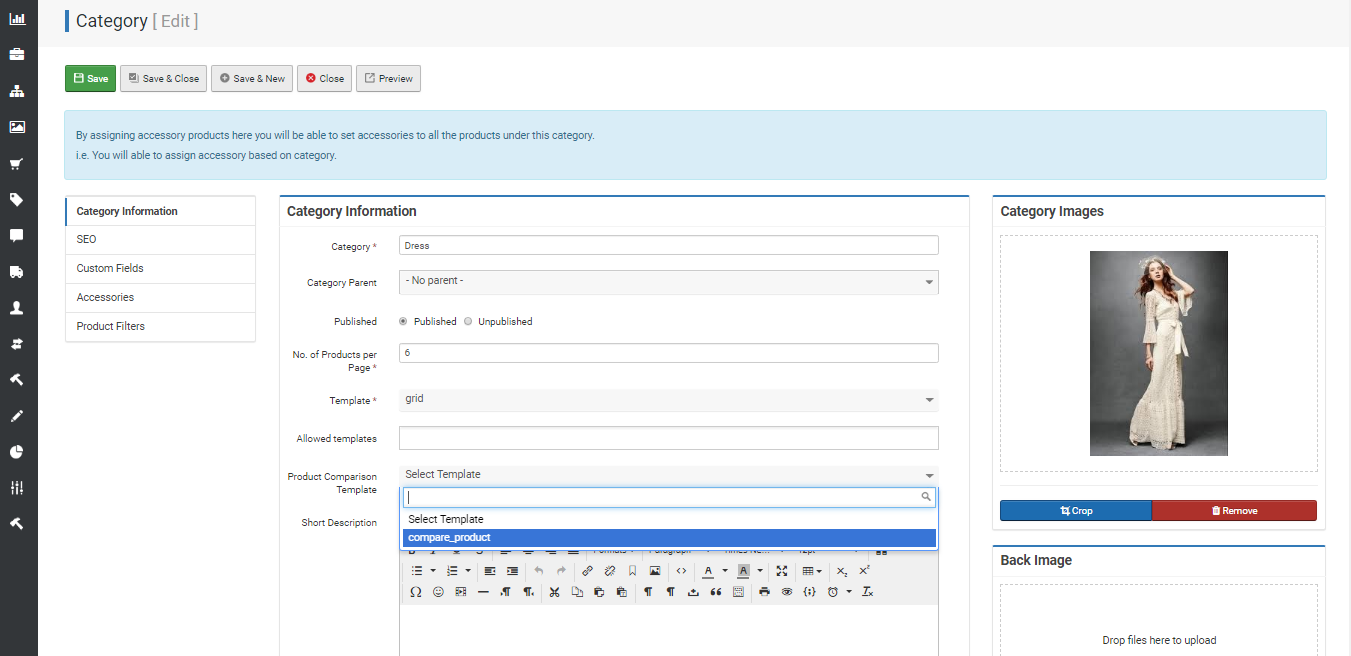 Category [ Edit ]
Save
Save & Close
Save & New
Close
Preview
By assigning accessory products here you will be able to set accessories to all the products under this category.
i.e. You will able to assign accessory based on category.
Category Information
SEO
Custom Fields
Accessories
Product Filters
Category Information
Category *
Dress
Category Parent
- No parent -
Published
Published
Unpublished
No. of Products per
Page *
6
Template *
grid
Allowed templates
Product Comparison
Template
Select Template
Select Template
compare_product
Short Description
Category Images
Crop
Remove
Back Image
Drop files here to upload